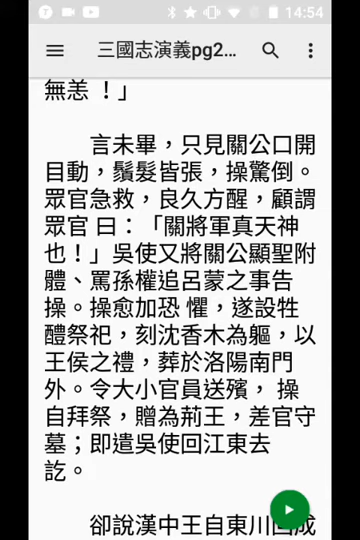 14:54
三國志演義pg2...
無恙 ！」
言未畢，只見關公口開
目動，鬚髮皆張，操驚倒。
眾官急救，良久方醒，顧謂
眾官 曰：「關將軍真天神
也！」吳使又將關公顯聖附
體、罵孫權追呂蒙之事告
操。操愈加恐 懼，遂設牲
醴祭祀，刻沈香木為軀，以
王侯之禮，葬於洛陽南門
外。令大小官員送殯， 操
自拜祭，贈為荊王，差官守
墓；即遣吳使回江東去
訖。
卻說漢中王自東川回成